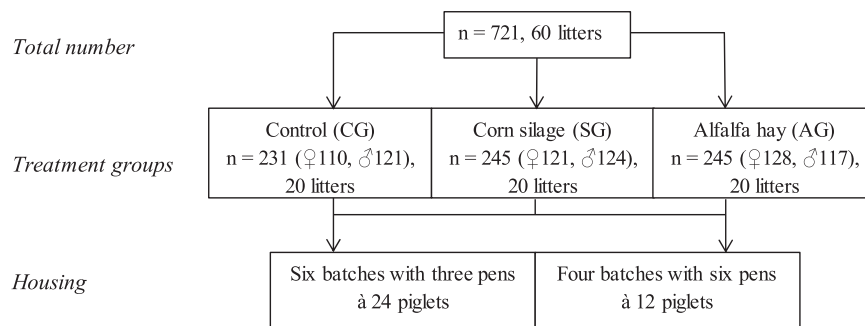 Total number
n = 721, 60 litters
Treatment groups
Control (CG)
n = 231 (♀110, ♂121),
20 litters
Corn silage (SG)
n = 245 (♀121, ♂124),
20 litters
Alfalfa hay (AG)
n = 245 (♀128, ♂117),
20 litters
Housing
Six batches with three pens
à 24 piglets
Four batches with six pens
à 12 piglets